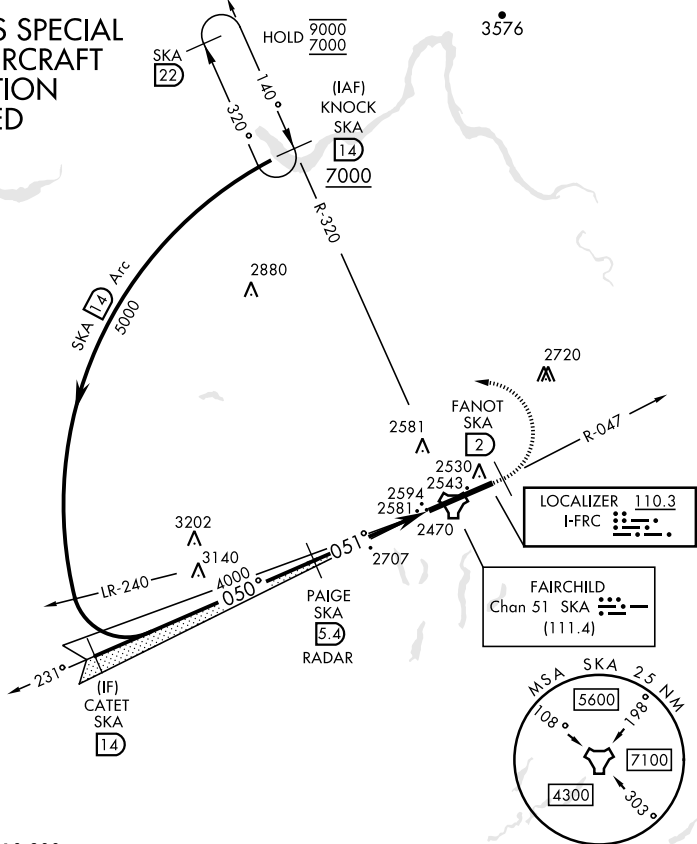 S SPECIAL
RCRAFT
TION
ED
3576
HOLD 9000
7000
SKA
22
140°
320°
(IAF)
KNOCK
SKA
14
7000
R-320
2880
SKA 14 Arc
5000
2720
FANOT
SKA
2
2581
R-047
2530
2543
2594
2581
2470
LOCALIZER 110.3
I-FRC
3202
3140
051°
2707
LR-240
4000
050°
FAIRCHILD
Chan 51 SKA
(111.4)
PAIGE
SKA
5.4
RADAR
231°
(IF)
CATET
SKA
14
MSA SKA 25 NM
5600
108°
198°
7100
4300
303°